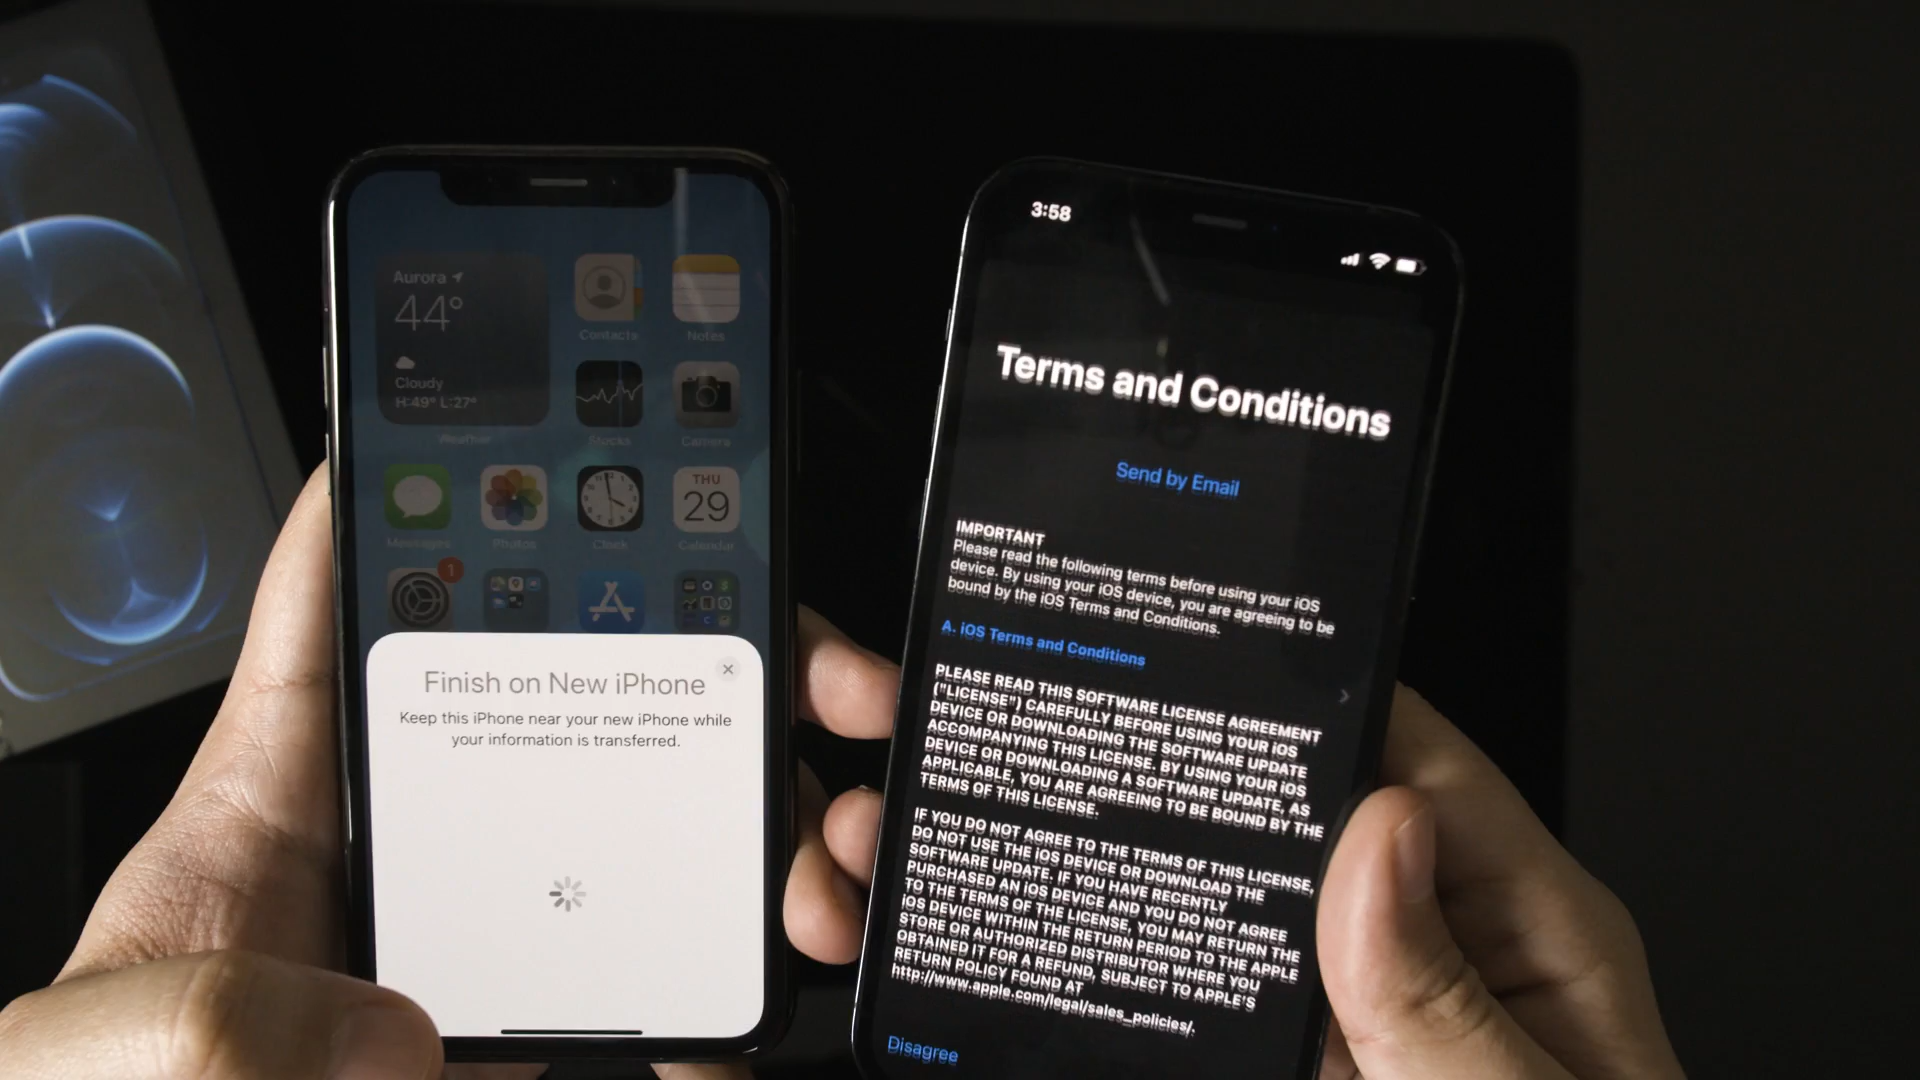 Aurora
44°
Cloudy
H:49° L:27°
Weather
Contacts
Notes
Stocks
Camera
Messages
Photos
Clock
THU
29
Calendar
1
Finish on New iPhone
Keep this iPhone near your new iPhone while
your information is transferred.
3:58
Terms and Conditions
Send by Email
IMPORTANT
Please read the following terms before using your iOS
device. By using your iOS device, you are agreeing to be
bound by the iOS Terms and Conditions.
A. iOS Terms and Conditions
PLEASE READ THIS SOFTWARE LICENSE AGREEMENT
("LICENSE") CAREFULLY BEFORE USING YOUR iOS
DEVICE OR DOWNLOADING THE SOFTWARE UPDATE
ACCOMPANYING THIS LICENSE. BY USING YOUR iOS
DEVICE OR DOWNLOADING A SOFTWARE UPDATE, AS
APPLICABLE, YOU ARE AGREEING TO BE BOUND BY THE
TERMS OF THIS LICENSE.
IF YOU DO NOT AGREE TO THE TERMS OF THIS LICENSE,
DO NOT USE THE iOS DEVICE OR DOWNLOAD THE
SOFTWARE UPDATE. IF YOU HAVE RECENTLY
PURCHASED AN iOS DEVICE AND YOU DO NOT AGREE
TO THE TERMS OF THE LICENSE, YOU MAY RETURN THE
iOS DEVICE WITHIN THE RETURN PERIOD TO THE APPLE
STORE OR AUTHORIZED DISTRIBUTOR WHERE YOU
OBTAINED IT FOR A REFUND, SUBJECT TO APPLE'S
RETURN POLICY FOUND AT
http://www.apple.com/legal/sales_policies/.
Disagree